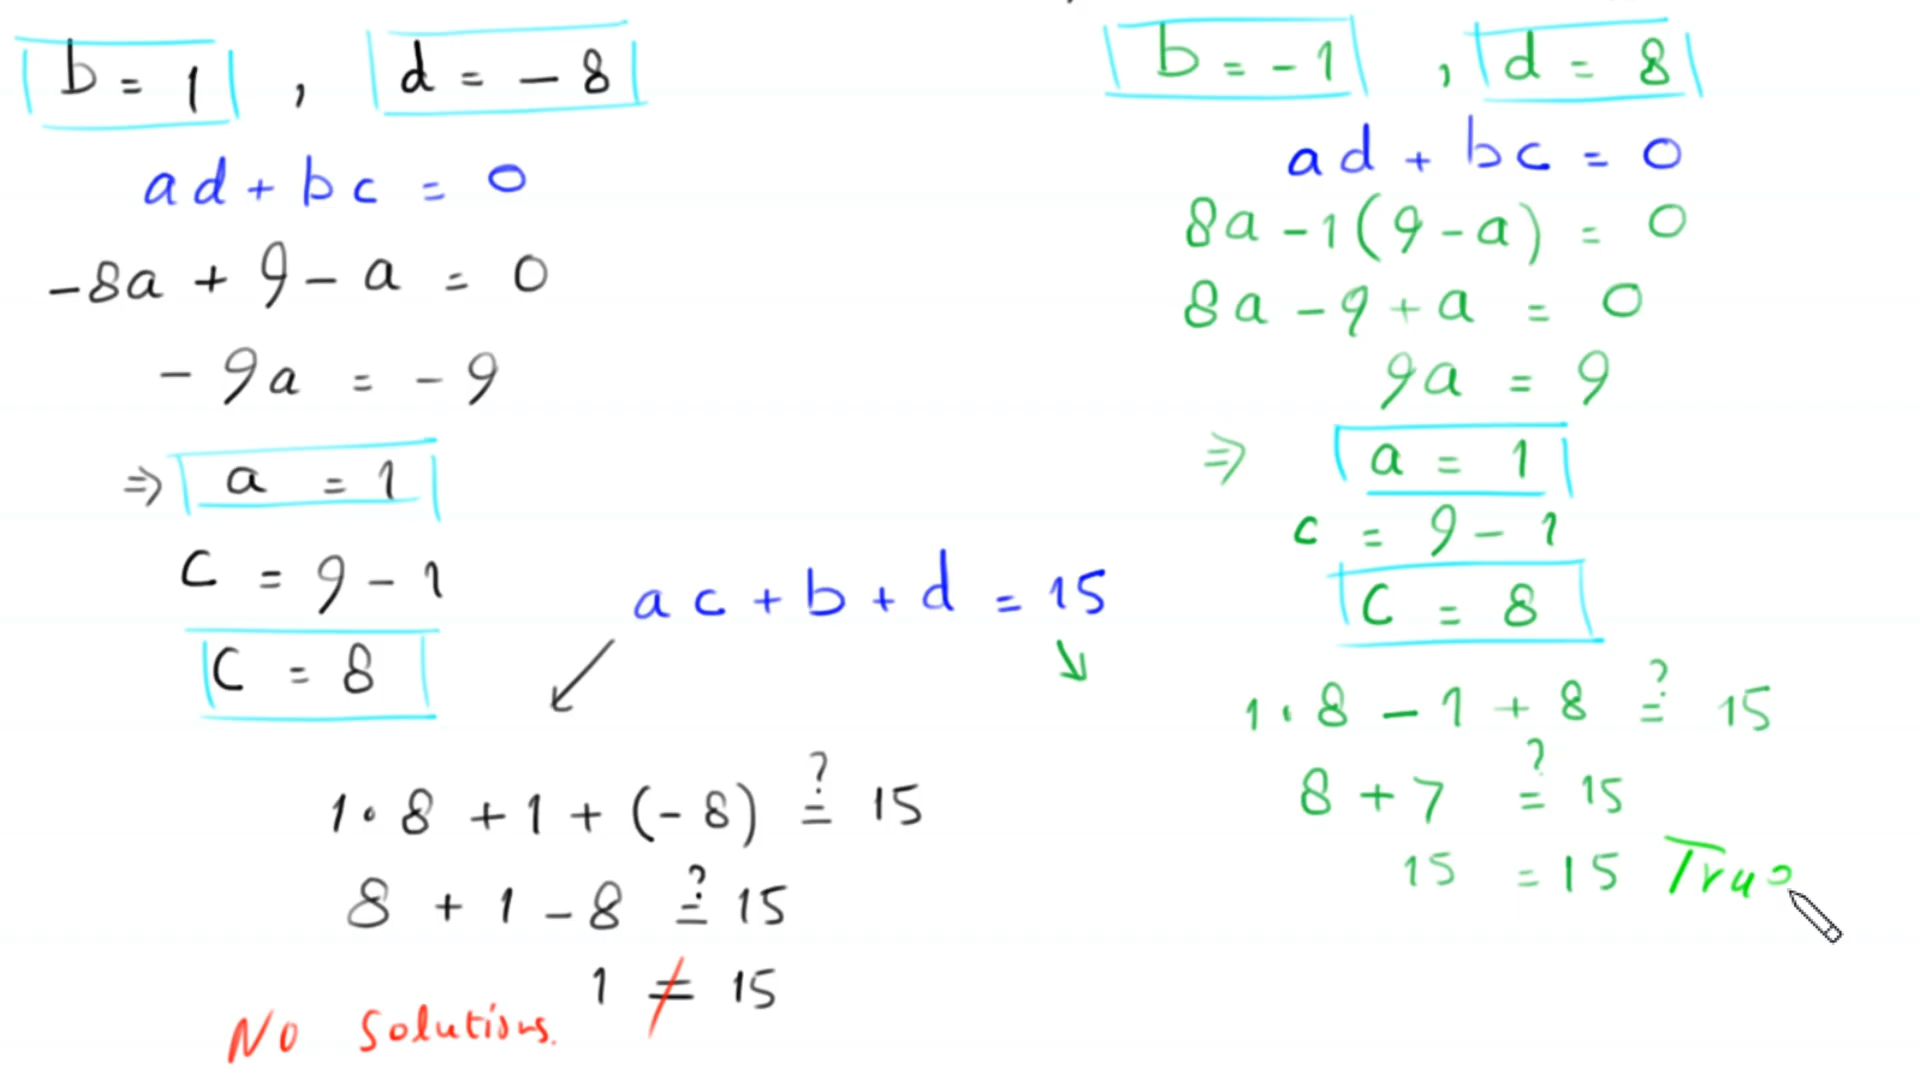 b = 1 , d = - 8
ad + bc = 0
-8a + 9 - a = 0
- 9a = - 9
⇒ a = 1
c = 9 - 1
c = 8
ac + b + d = 15
1 · 8 + 1 + (- 8) ?= 15
8 + 1 - 8 ?= 15
1 ≠ 15
No Solutions.
b = - 1 , d = 8
ad + bc = 0
8a - 1(9 - a) = 0
8a - 9 + a = 0
9a = 9
⇒ a = 1
c = 9 - 1
c = 8
1 · 8 - 1 + 8 ?= 15
8 + 7 ?= 15
15 = 15 True